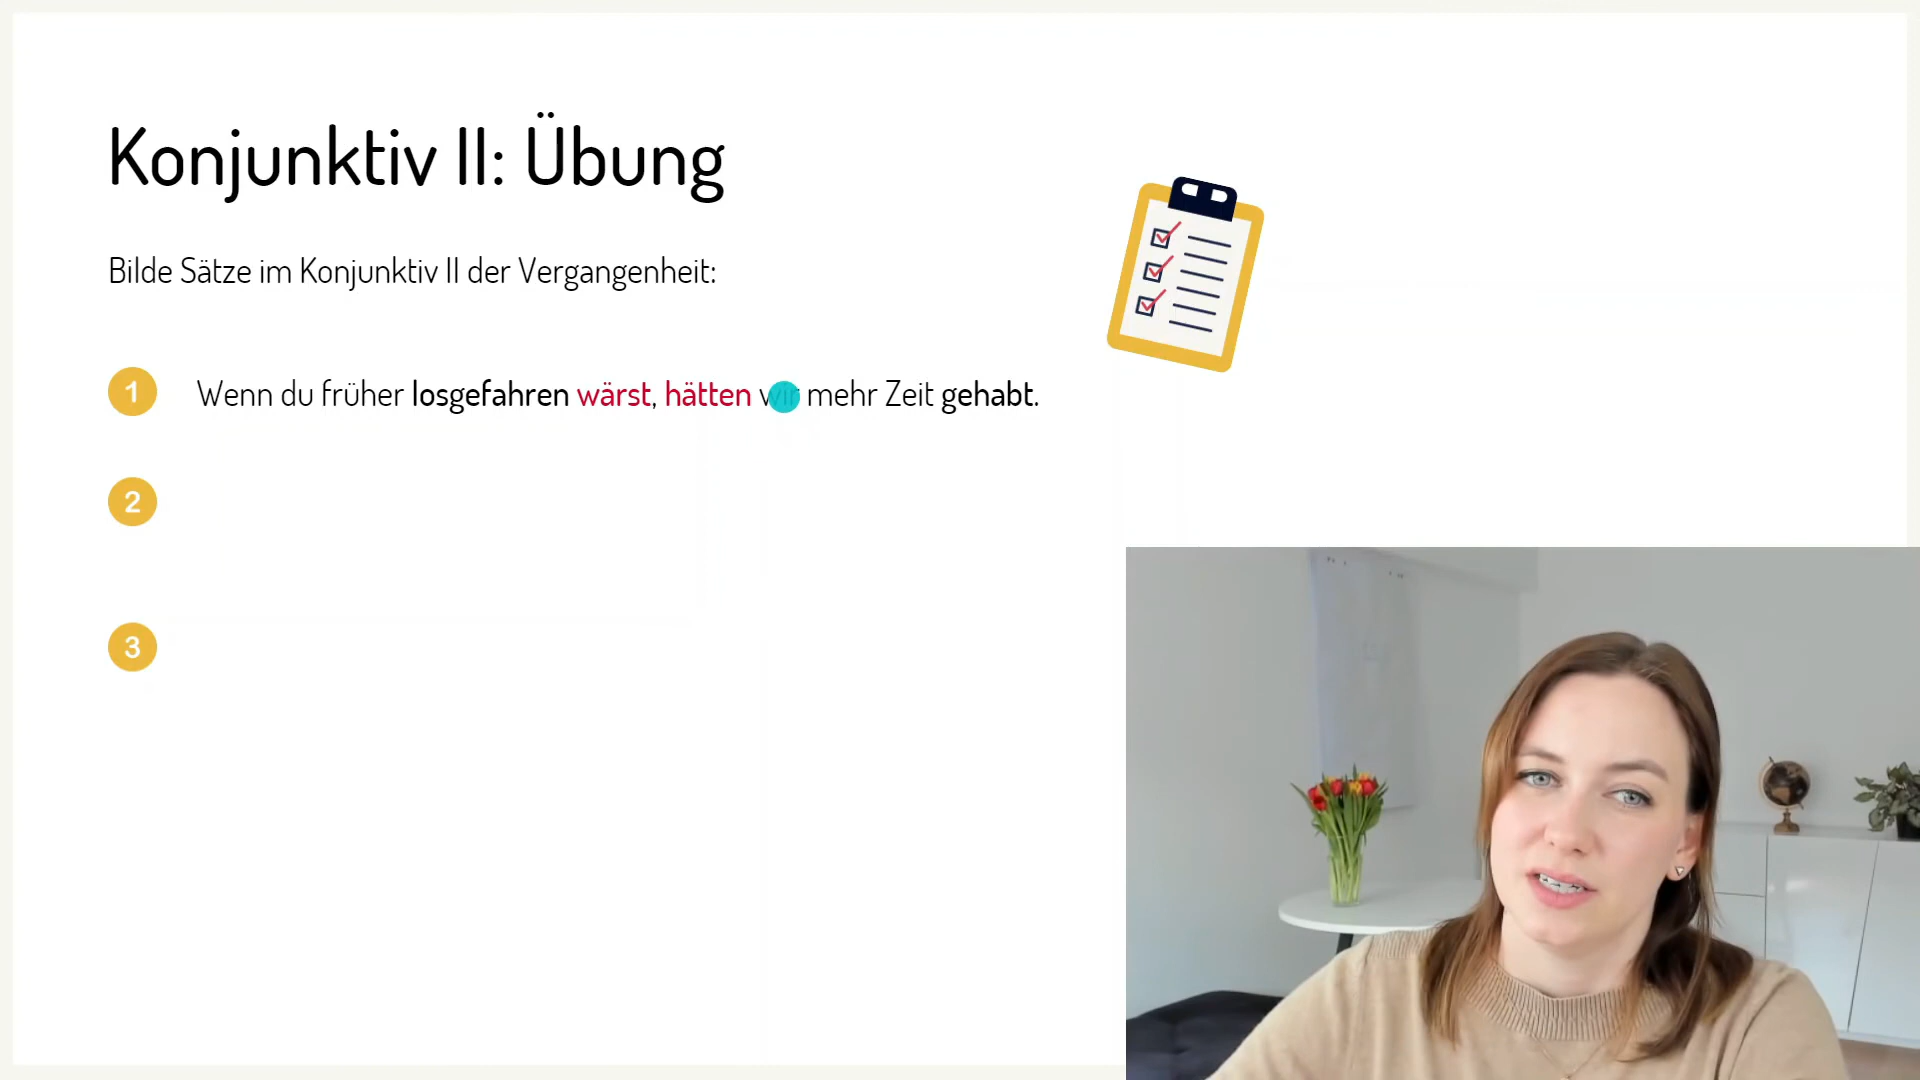 Konjunktiv II: Übung
Bilde Sätze im Konjunktiv II der Vergangenheit:
1 Wenn du früher losgefahren wärst, hätten wir mehr Zeit gehabt.
2
3